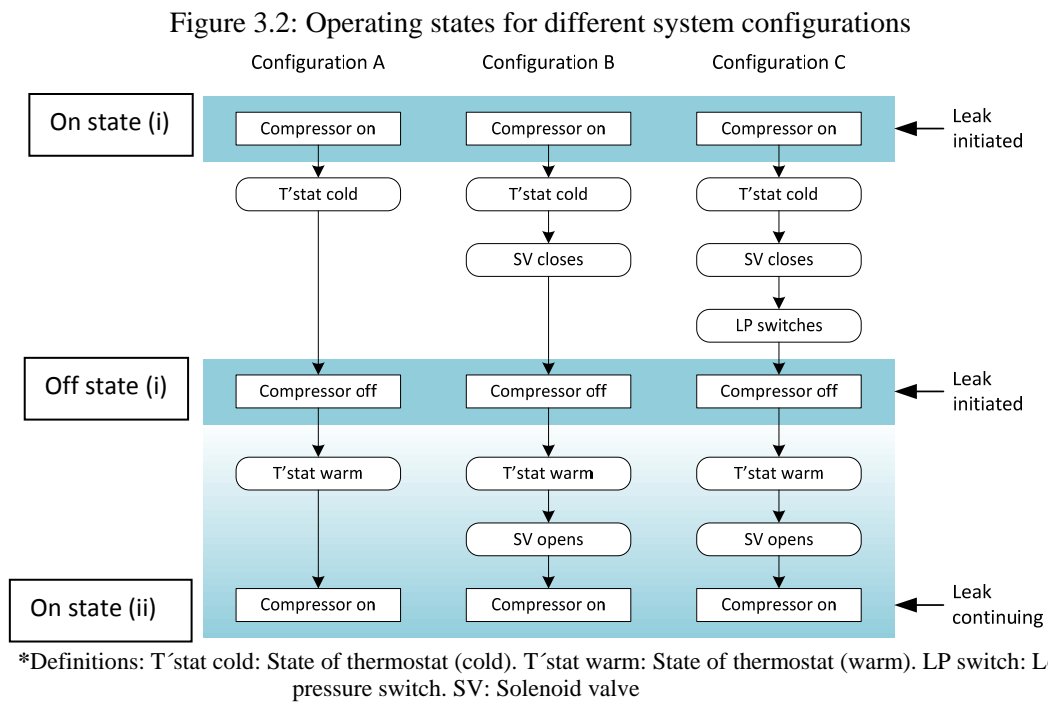 Figure 3.2: Operating states for different system configurations
Configuration A Configuration B Configuration C
On state (i) Compressor on Compressor on Compressor on Leak
initiated
T´stat cold T´stat cold T´stat cold
SV closes SV closes
LP switches
Off state (i) Compressor off Compressor off Compressor off Leak
initiated
T´stat warm T´stat warm T´stat warm
SV opens SV opens
On state (ii) Compressor on Compressor on Compressor on Leak
continuing
*Definitions: T´stat cold: State of thermostat (cold). T´stat warm: State of thermostat (warm). LP switch:
pressure switch. SV: Solenoid valve